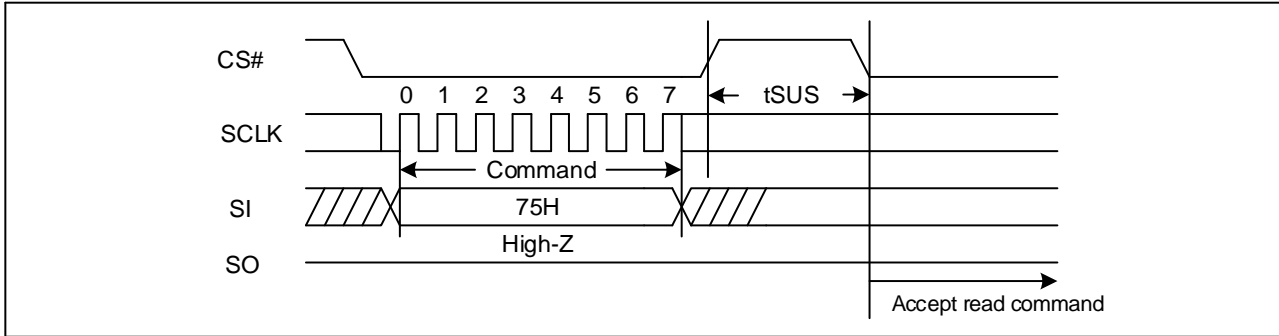 CS#
0 1 2 3 4 5 6 7
tSUS
SCLK
Command
SI
75H
High-Z
SO
Accept read command